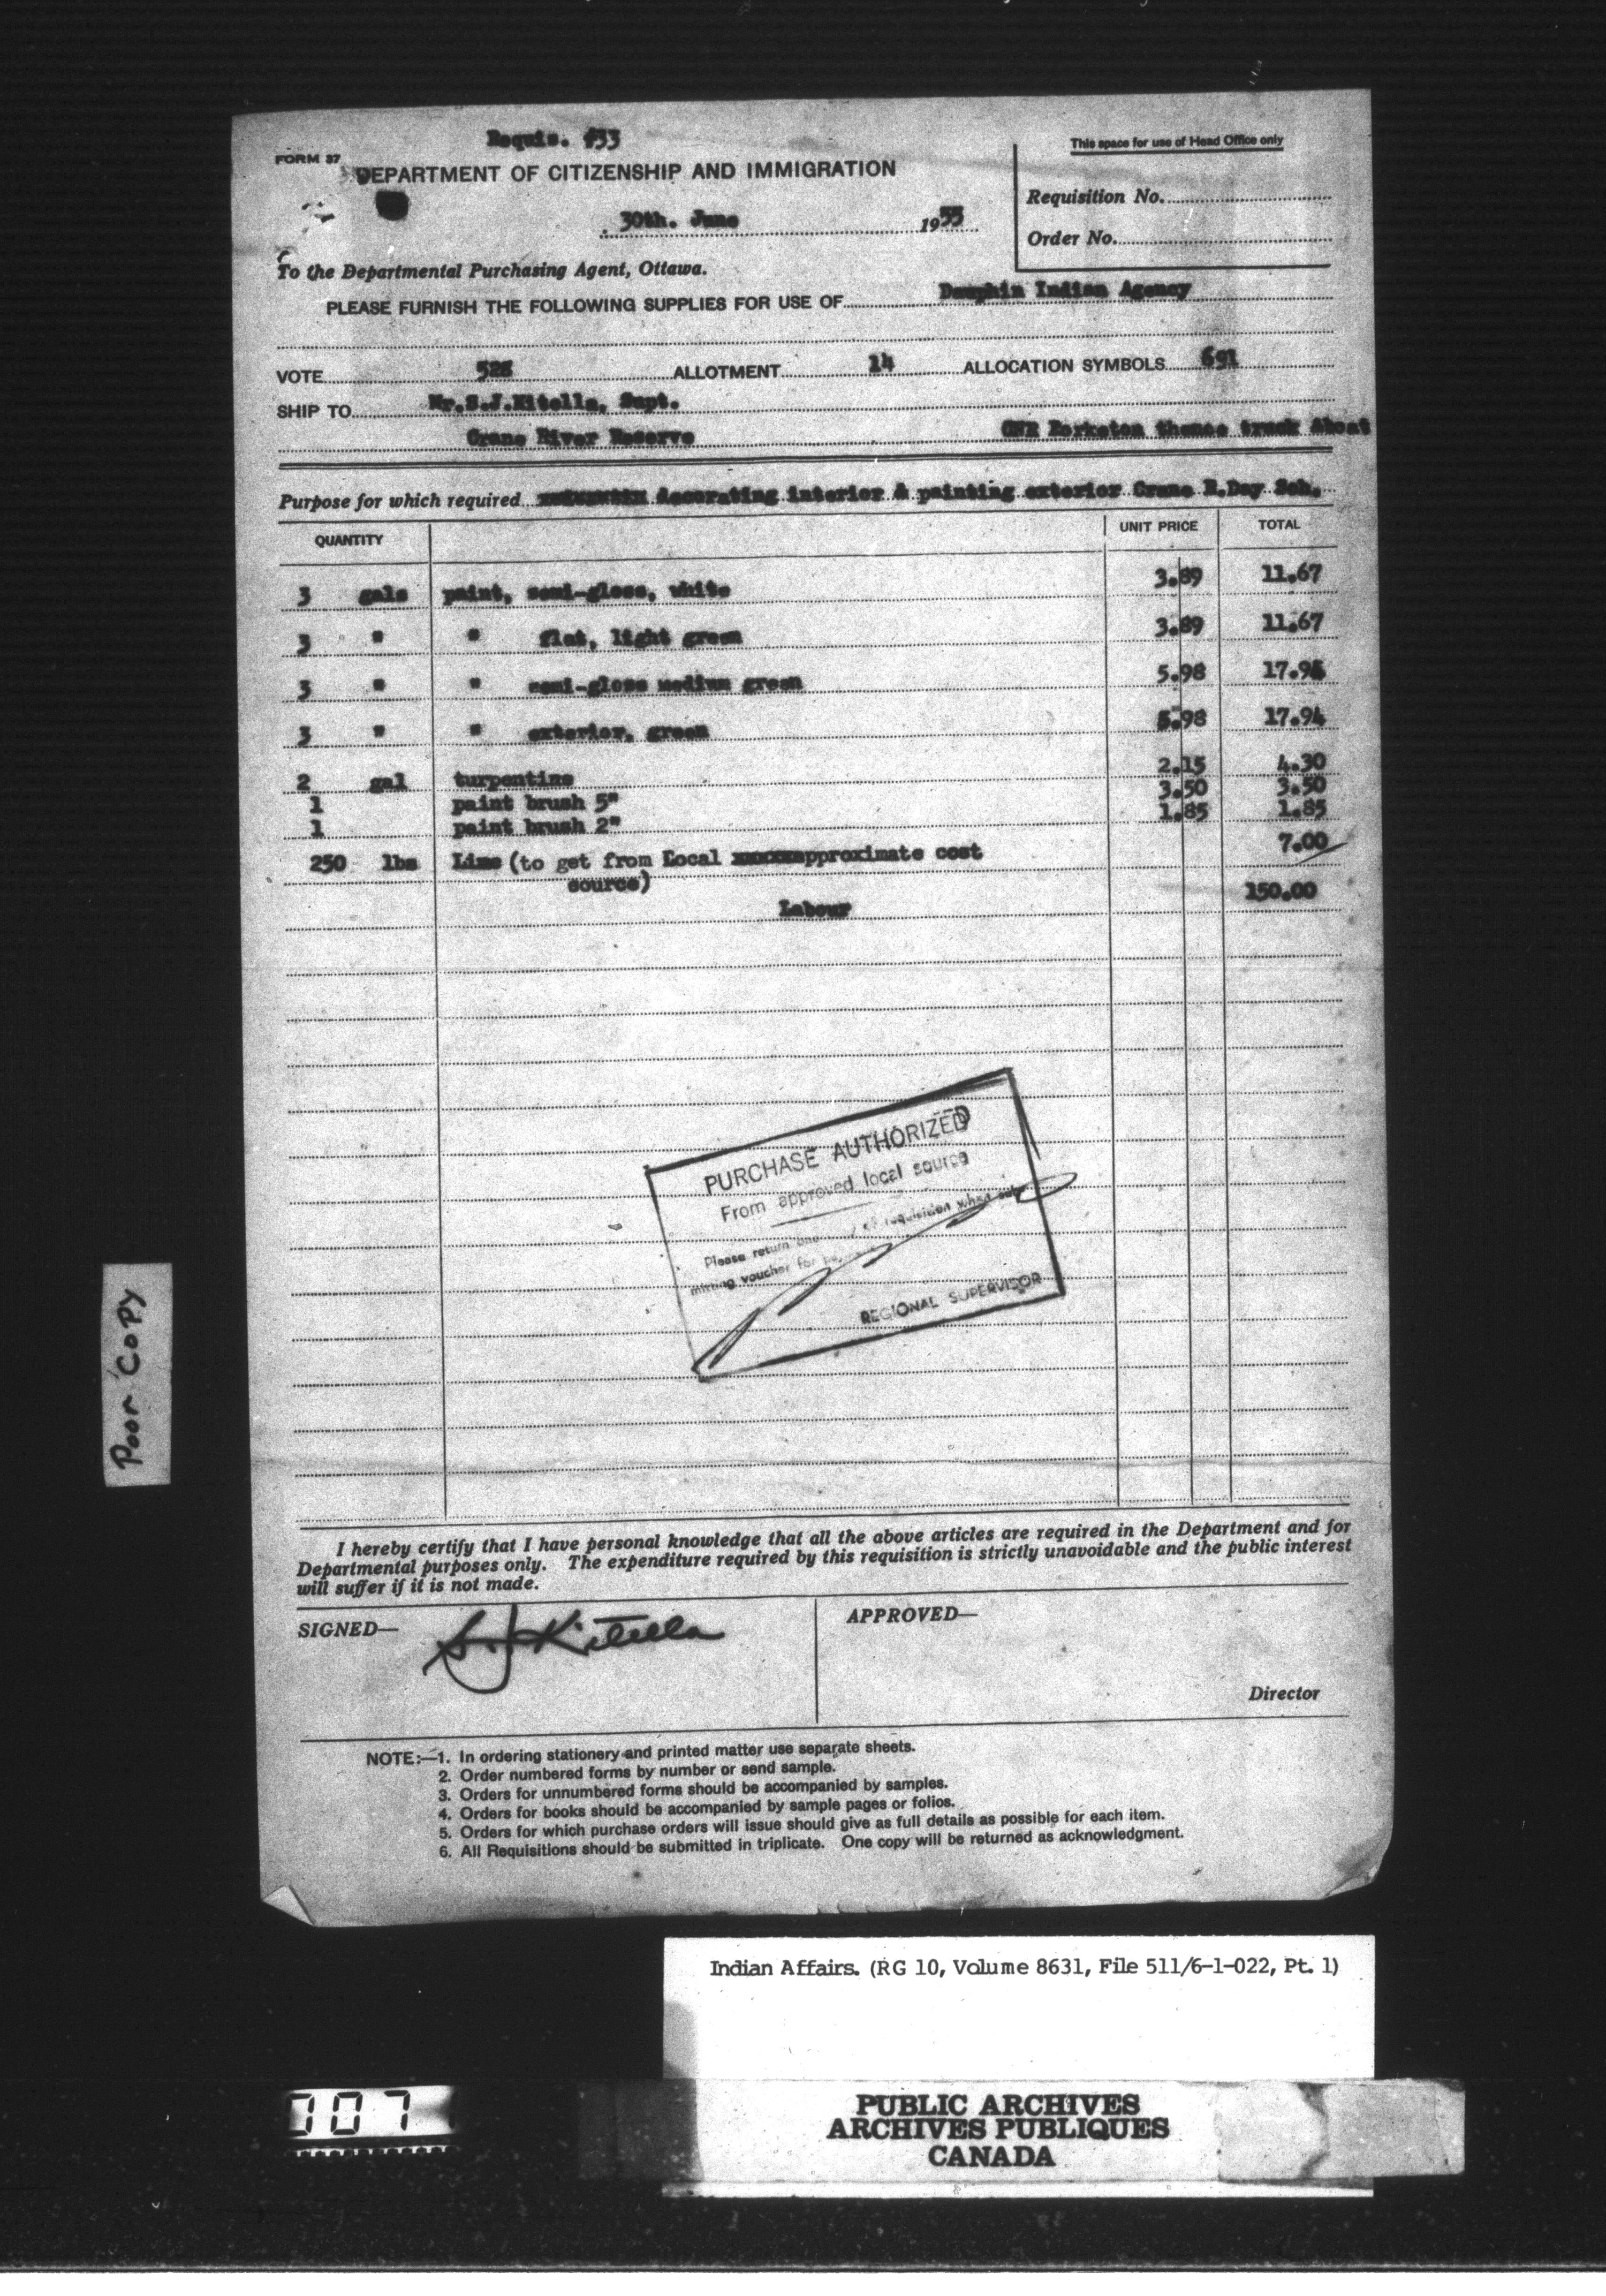 Requis. #33
FORM 37
DEPARTMENT OF CITIZENSHIP AND IMMIGRATION
This space for use of Head Office only
Requisition No.
Order No.
30th. June 1955
To the Departmental Purchasing Agent, Ottawa.
PLEASE FURNISH THE FOLLOWING SUPPLIES FOR USE OF Dauphin Indian Agency
VOTE 526 ALLOTMENT 14 ALLOCATION SYMBOLS 691
SHIP TO Mr.S.J.Kitella, Supt.
Crane River Reserve CNR Rorketon thence truck
Purpose for which required decorating interior & painting exterior Crane R.Day Sch.
QUANTITY UNIT PRICE TOTAL
3 gals paint, semi-gloss, white 3.89 11.67
3 " " flat, light green 3.89 11.67
3 " " semi-gloss medium green 5.98 17.94
3 " " exterior, green 5.98 17.94
2 gal turpentine 2.15 4.30
1 paint brush 5" 3.50 3.50
1 paint brush 2" 1.85 1.85
250 lbs Lime (to get from Local approximate cost 7.00
source)
Labour 150.00
PURCHASE AUTHORIZED
From approved local source
Please return requisition when
mitting voucher for
REGIONAL SUPERVISOR
Poor Copy
I hereby certify that I have personal knowledge that all the above articles are required in the Department and for
Departmental purposes only. The expenditure required by this requisition is strictly unavoidable and the public interest
will suffer if it is not made.
SIGNED— S.J Kitella
APPROVED—
Director
NOTE:—1. In ordering stationery and printed matter use separate sheets.
2. Order numbered forms by number or send sample.
3. Orders for unnumbered forms should be accompanied by samples.
4. Orders for books should be accompanied by sample pages or folios.
5. Orders for which purchase orders will issue should give as full details as possible for each item.
6. All Requisitions should be submitted in triplicate. One copy will be returned as acknowledgment.
Indian Affairs. (RG 10, Volume 8631, File 511/6-1-022, Pt. 1)
707
PUBLIC ARCHIVES
ARCHIVES PUBLIQUES
CANADA